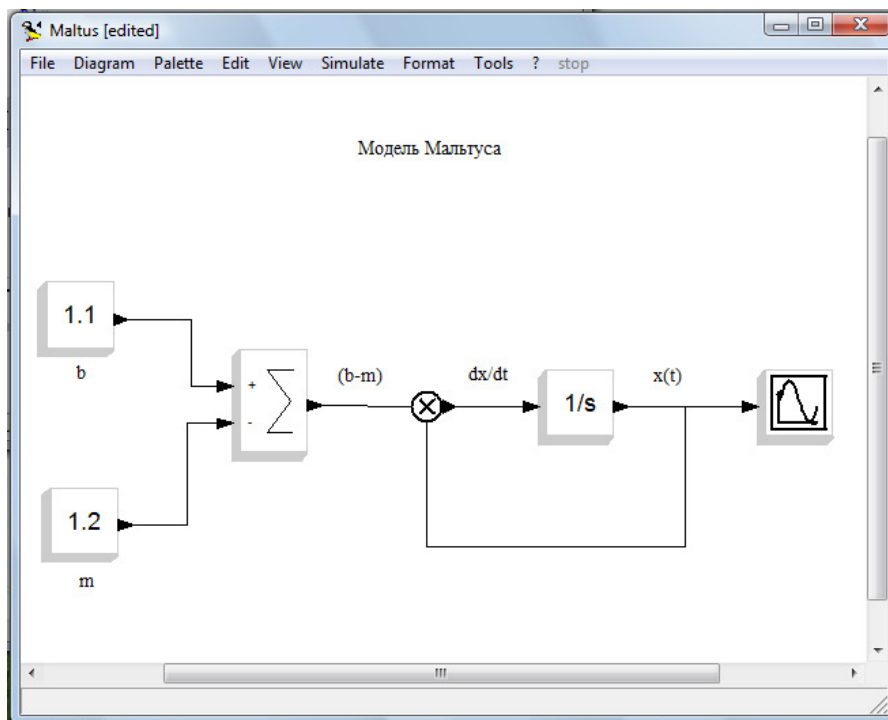 Maltus [edited]
File Diagram Palette Edit View Simulate Format Tools ? stop
Модель Мальтуса
1.1
b
+
-
(b-m)
dx/dt
1/s
x(t)
1.2
m